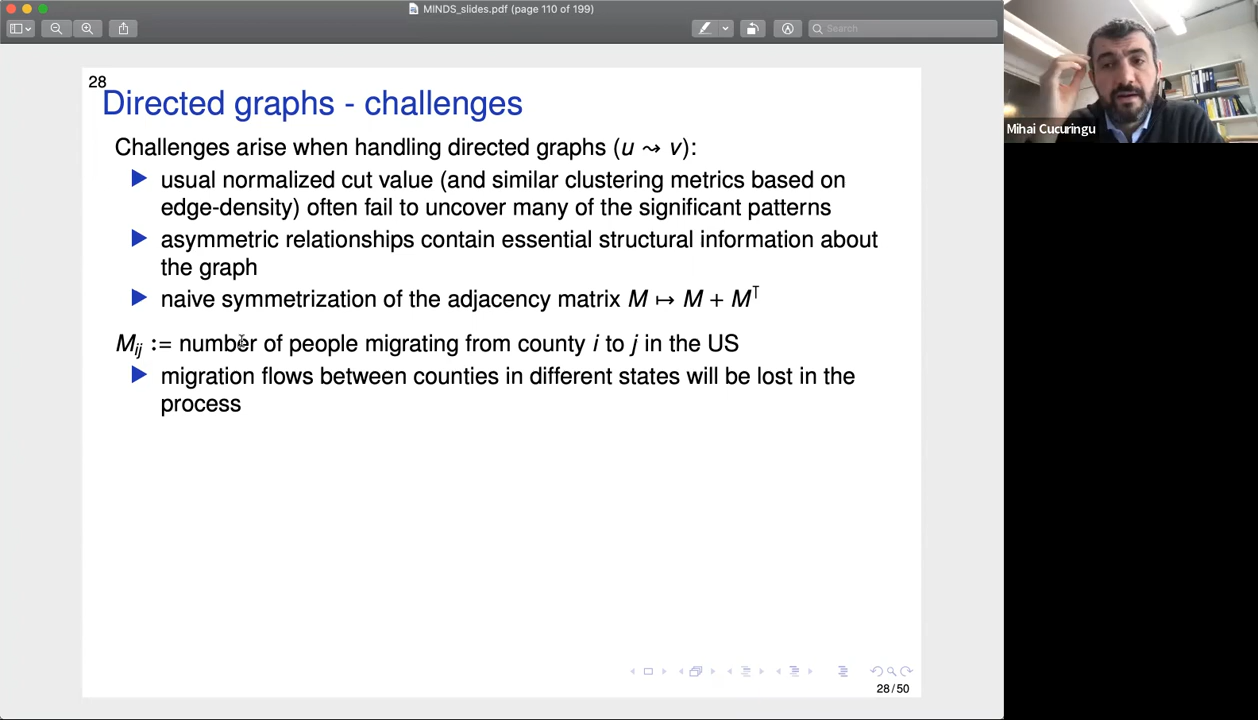 MINDS_slides.pdf (page 110 of 199)
Search
28
Directed graphs - challenges
Challenges arise when handling directed graphs (u ⇝ v):
usual normalized cut value (and similar clustering metrics based on
edge-density) often fail to uncover many of the significant patterns
asymmetric relationships contain essential structural information about
the graph
naive symmetrization of the adjacency matrix M ↦ M + Mᵀ
M_ij := number of people migrating from county i to j in the US
migration flows between counties in different states will be lost in the
process
28/50
Mihai Cucuringu